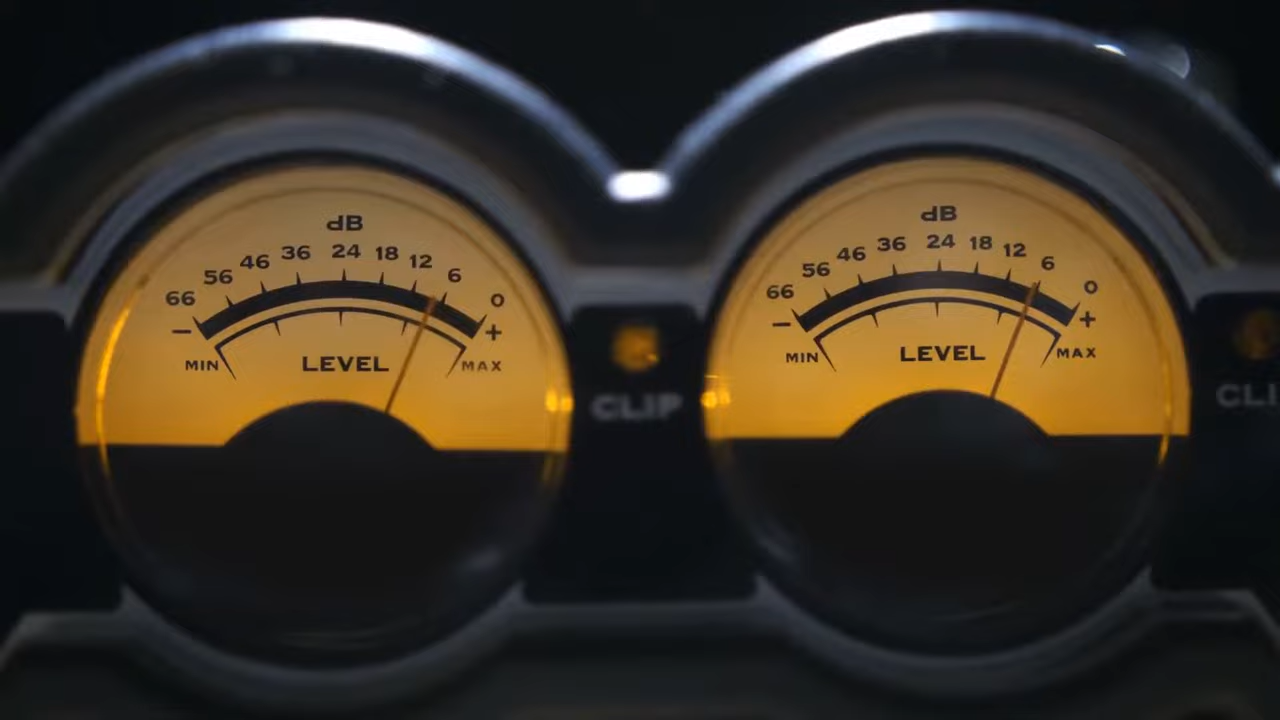 dB
66 56 46 36 24 18 12 6 0
− +
MIN LEVEL MAX
CLIP
dB
66 56 46 36 24 18 12 6 0
− +
MIN LEVEL MAX
CLI